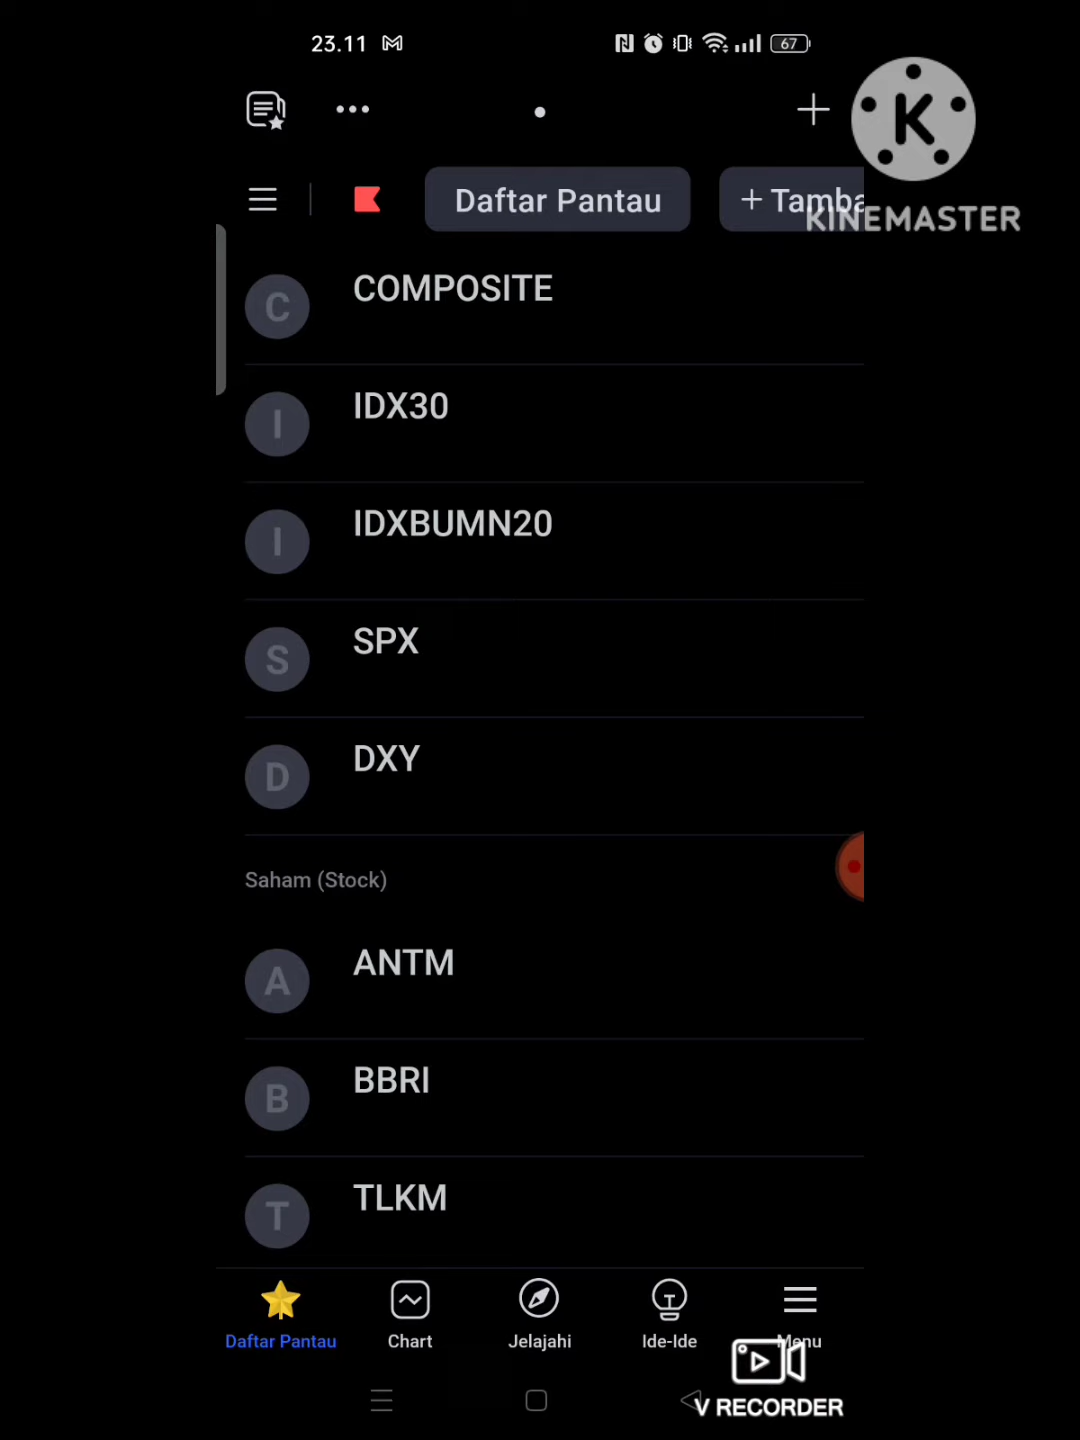 23.11
67
K
Daftar Pantau
+ Tamba
KINEMASTER
C
COMPOSITE
I
IDX30
I
IDXBUMN20
S
SPX
D
DXY
Saham (Stock)
A
ANTM
B
BBRI
T
TLKM
Daftar Pantau
Chart
Jelajahi
Ide-Ide
Menu
V RECORDER